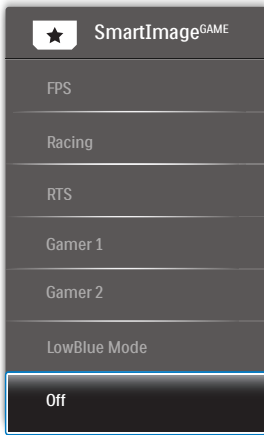 SmartImageGAME
FPS
Racing
RTS
Gamer 1
Gamer 2
LowBlue Mode
Off